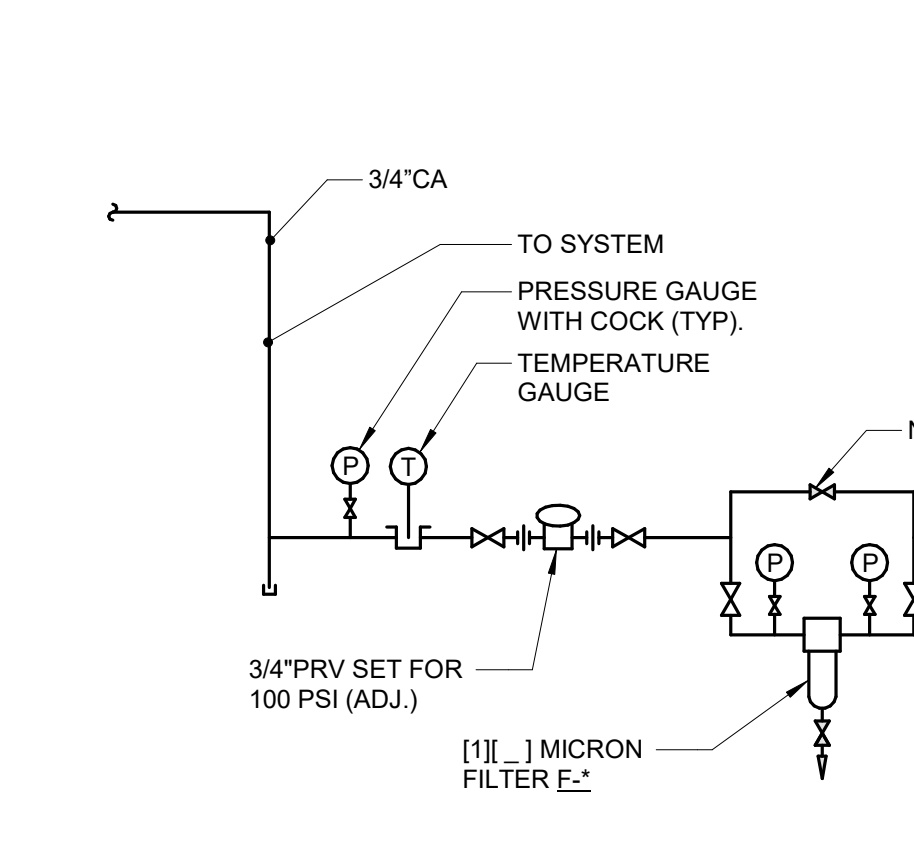 3/4”CA
TO SYSTEM
PRESSURE GAUGE
WITH COCK (TYP).
TEMPERATURE
GAUGE
N
P
T
P
P
3/4"PRV SET FOR
100 PSI (ADJ.)
[1][ _ ] MICRON
FILTER F-*